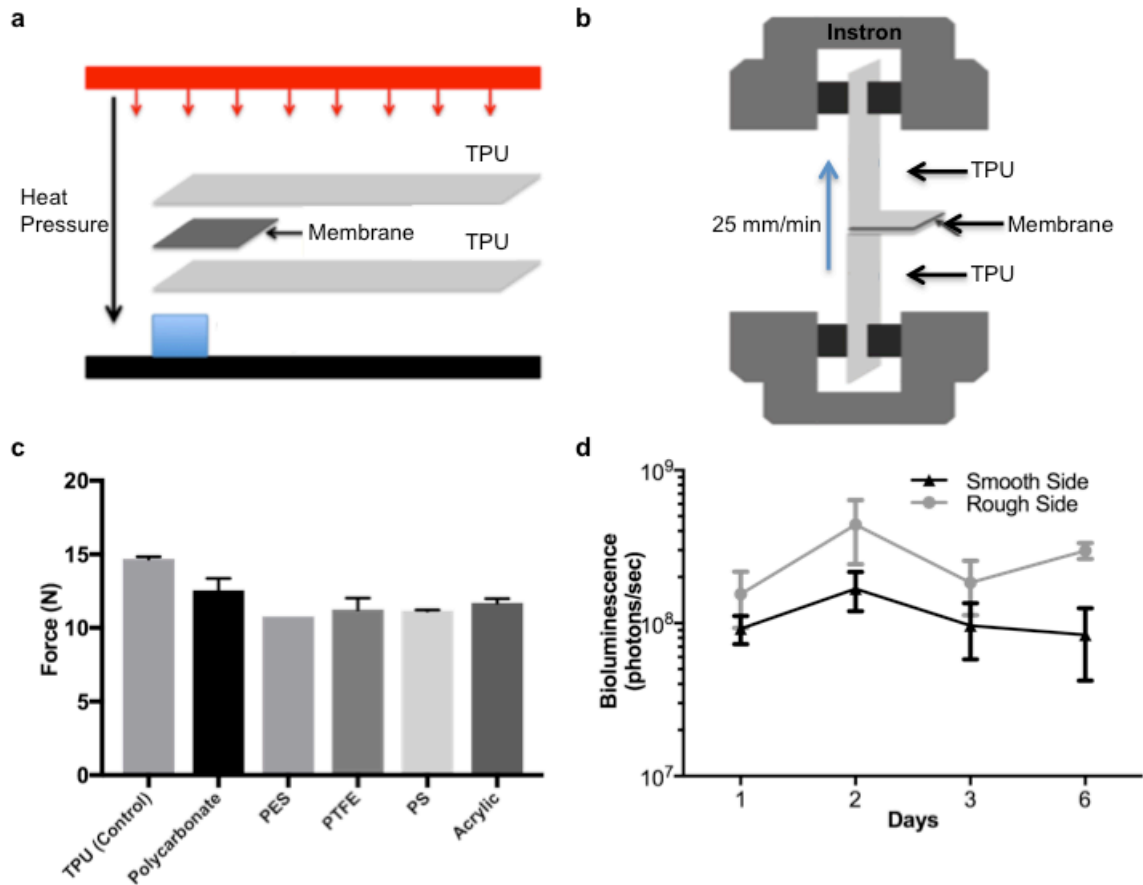 a
TPU
Heat
Pressure
Membrane
TPU
b
Instron
TPU
25 mm/min
Membrane
TPU
c
Force (N)
20
15
10
5
0
TPU (Control)
Polycarbonate
PES
PTFE
PS
Acrylic
d
Bioluminescence
(photons/sec)
10⁹
10⁸
10⁷
Smooth Side
Rough Side
1
2
3
6
Days